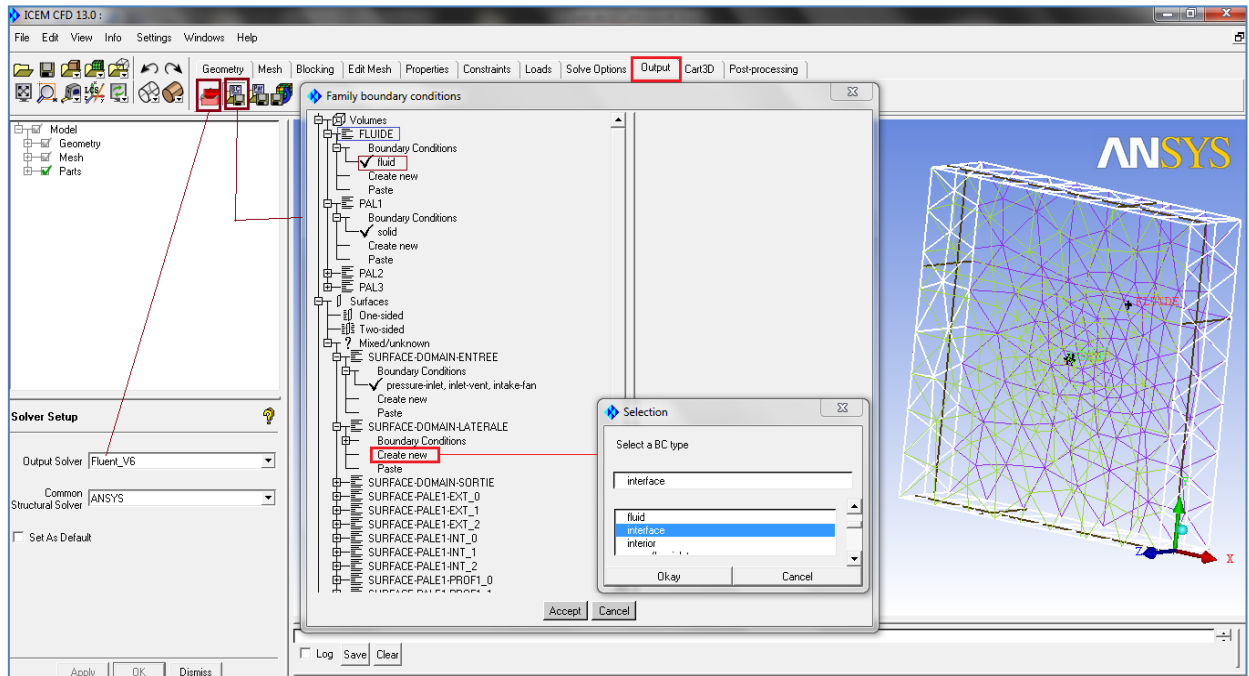 ICEM CFD 13.0 :
File Edit View Info Settings Windows Help
Geometry Mesh Blocking Edit Mesh Properties Constraints Loads Solve Options Output Cart3D Post-processing
Model
Geometry
Mesh
Parts
Solver Setup
Output Solver Fluent_V6
Common
Structural Solver ANSYS
Set As Default
Apply OK Dismiss
Family boundary conditions
Volumes
FLUIDE
Boundary Conditions
fluid
Create new
Paste
PAL1
Boundary Conditions
solid
Create new
Paste
PAL2
PAL3
Surfaces
One-sided
Two-sided
? Mixed/unknown
SURFACE-DOMAIN-ENTREE
Boundary Conditions
pressure-inlet, inlet-vent, intake-fan
Create new
Paste
SURFACE-DOMAIN-LATERALE
Boundary Conditions
Create new
Paste
SURFACE-DOMAIN-SORTIE
SURFACE-PALE1-EXT_0
SURFACE-PALE1-EXT_1
SURFACE-PALE1-EXT_2
SURFACE-PALE1-INT_0
SURFACE-PALE1-INT_1
SURFACE-PALE1-INT_2
SURFACE-PALE1-PROF1_0
Accept Cancel
Selection
Select a BC type
interface
fluid
interface
interior
Okay Cancel
ANSYS
FLUIDE
Y
Z
X
Log Save Clear